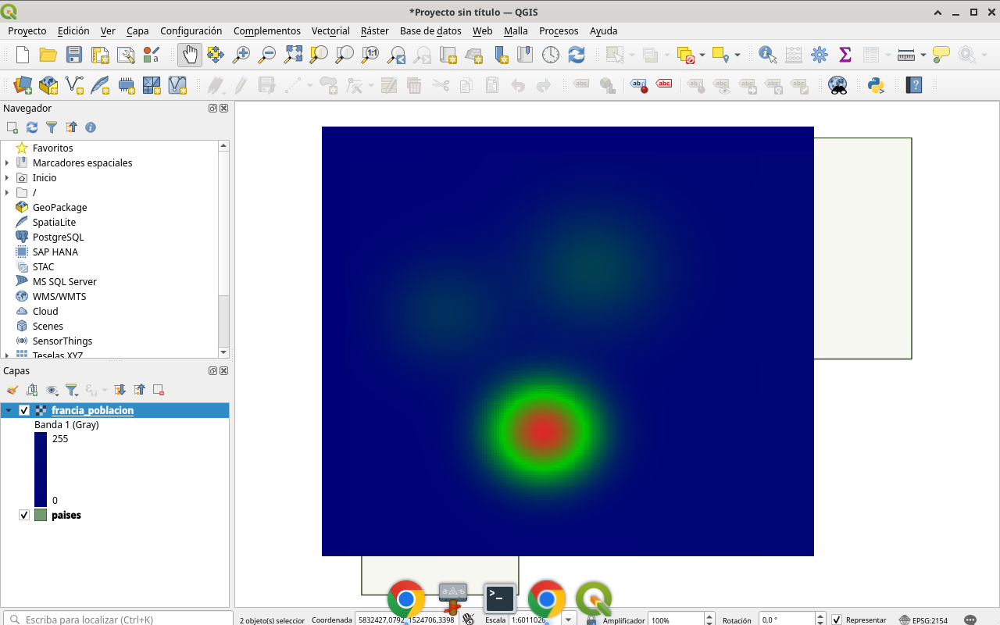 *Proyecto sin título — QGIS
Proyecto Edición Ver Capa Configuración Complementos Vectorial Ráster Base de datos Web Malla Procesos Ayuda
Navegador
Favoritos
Marcadores espaciales
Inicio
/
GeoPackage
SpatiaLite
PostgreSQL
SAP HANA
STAC
MS SQL Server
WMS/WMTS
Cloud
Scenes
SensorThings
Teselas XYZ
Capas
francia_poblacion
Banda 1 (Gray)
255
0
paises
Escriba para localizar (Ctrl+K)
2 objeto(s) seleccior
Coordenada 5832427,0792 1524706,3398
Escala 1:6011026
Amplificador 100%
Rotación 0,0 °
Representar
EPSG:2154